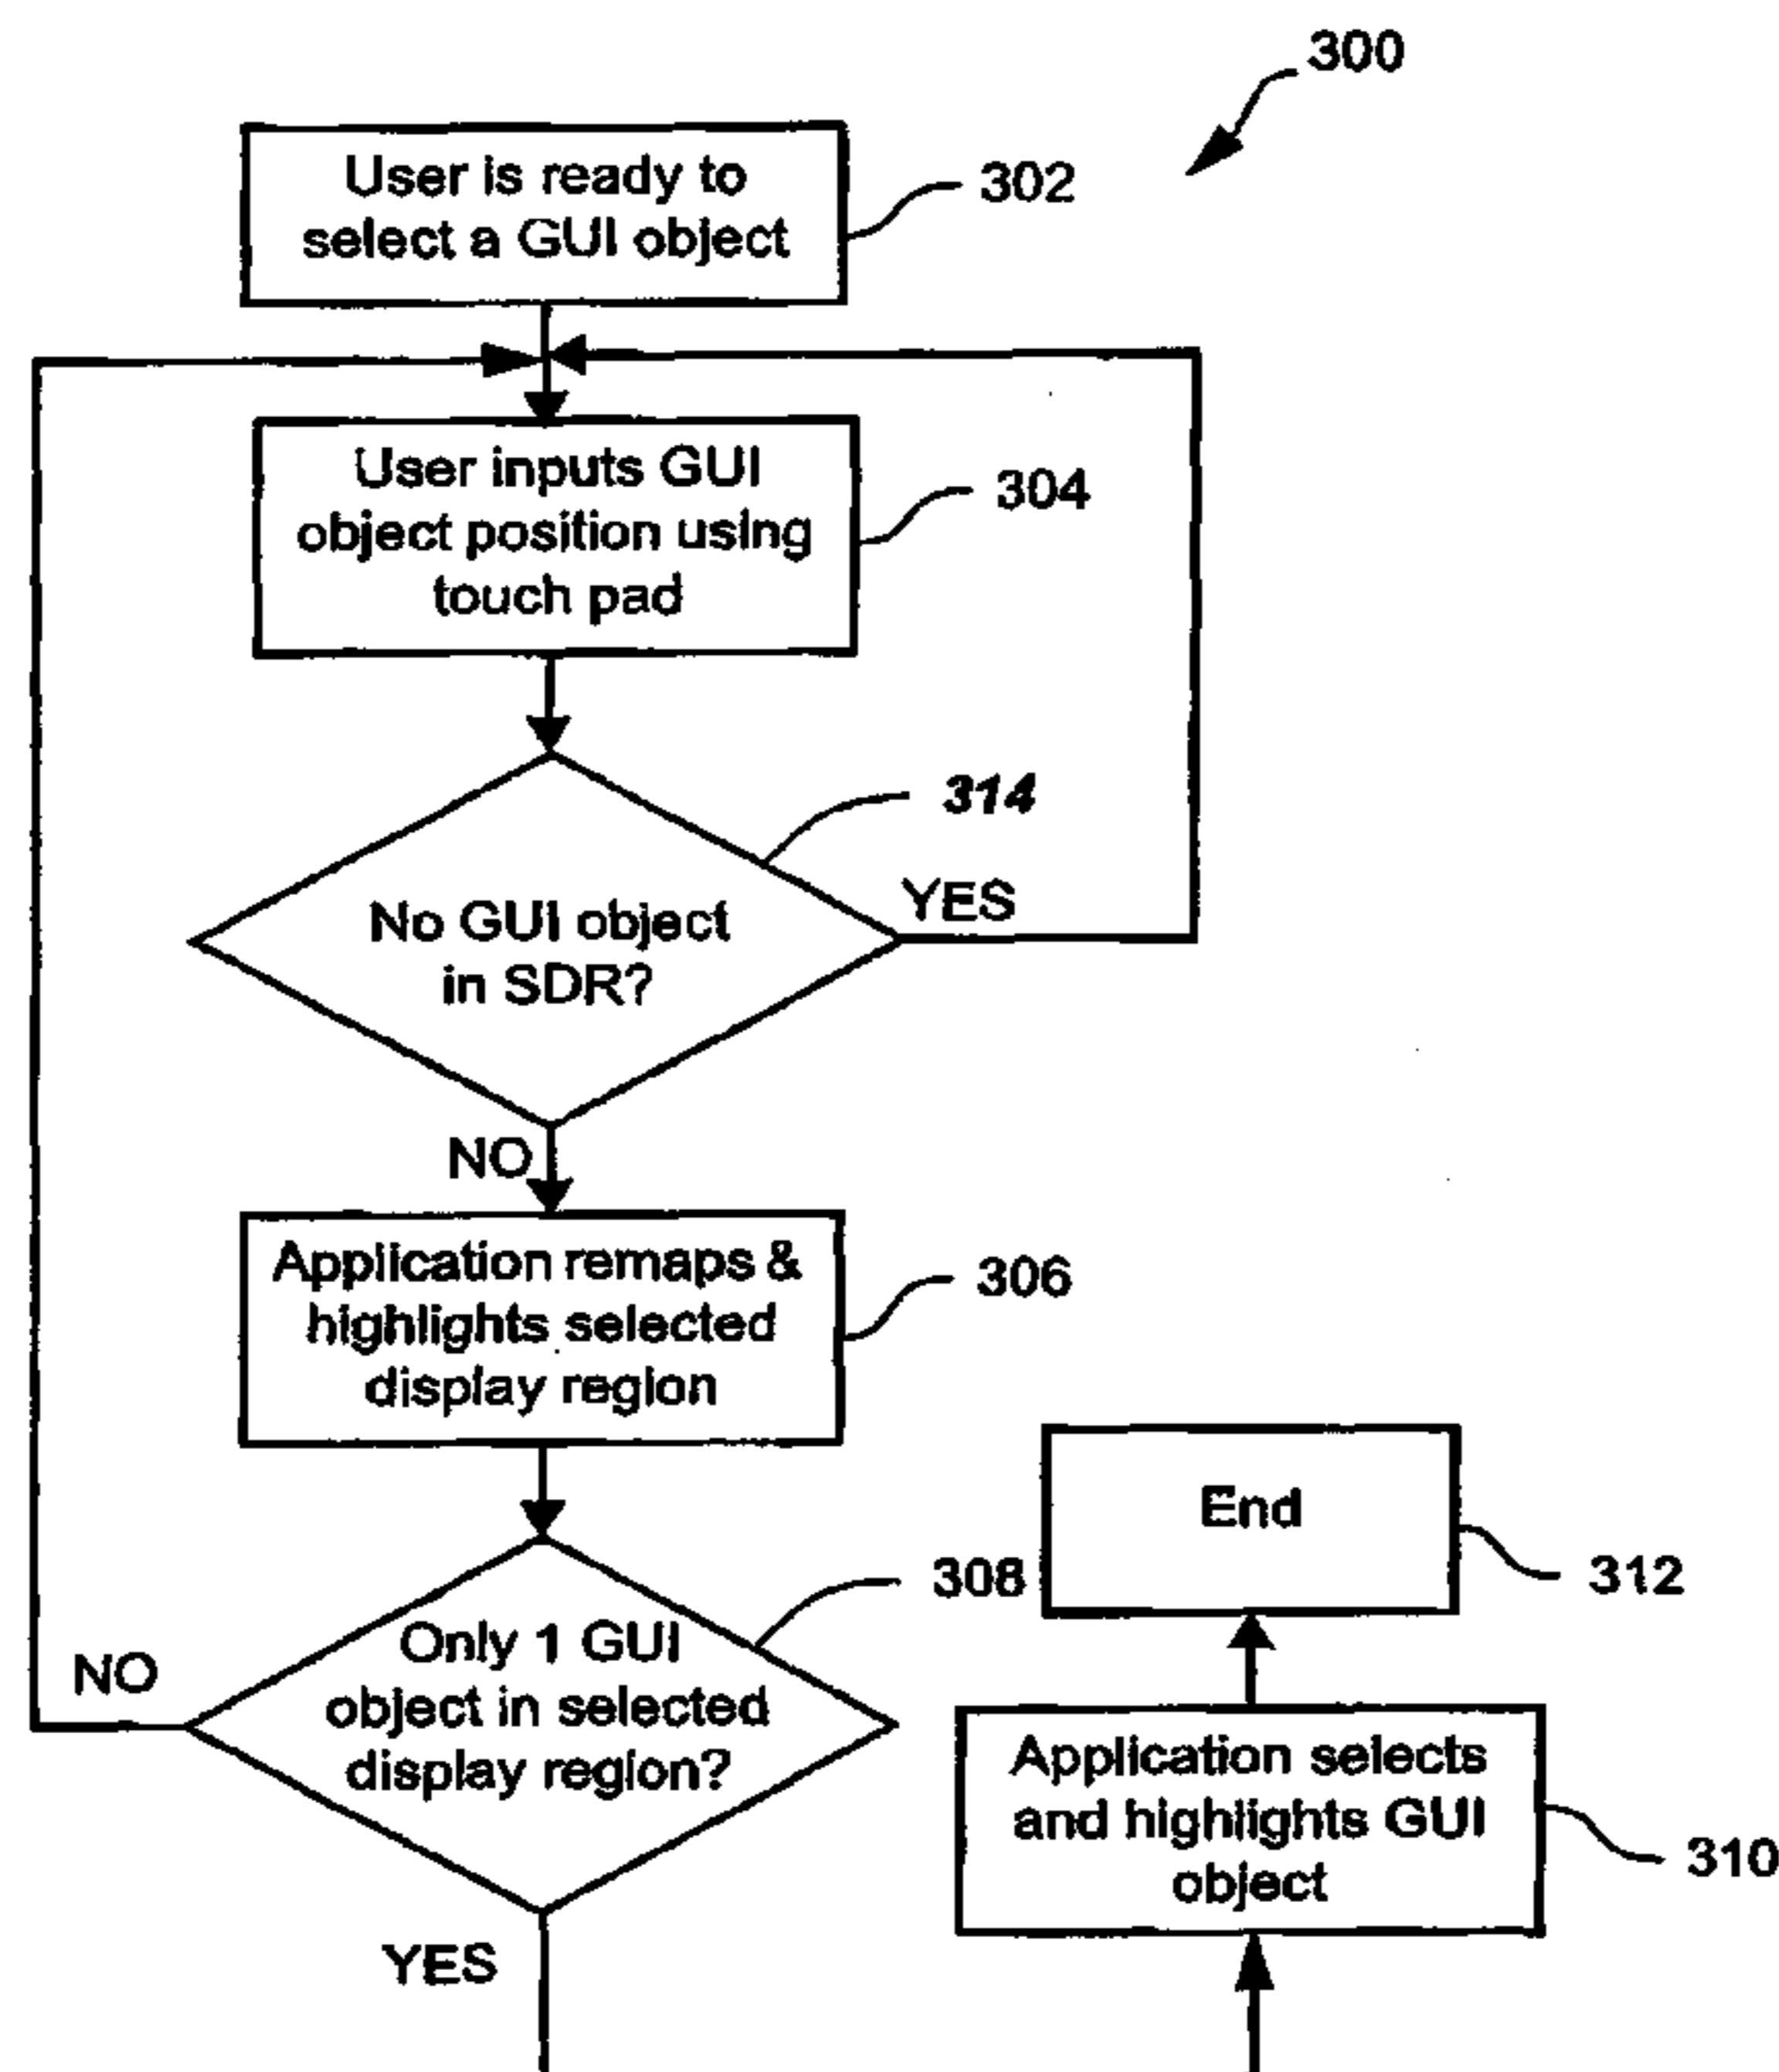 300
User is ready to
select a GUI object
302
User inputs GUI
object position using
touch pad
304
314
No GUI object
in SDR?
YES
NO
Application remaps &
highlights selected
display region
306
Only 1 GUI
object in selected
display region?
308
NO
YES
End
312
Application selects
and highlights GUI
object
310